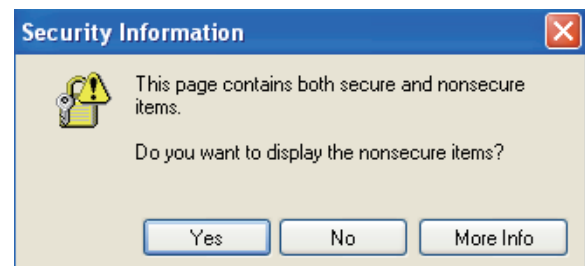 Security Information
This page contains both secure and nonsecure
items.
Do you want to display the nonsecure items?
Yes
No
More Info